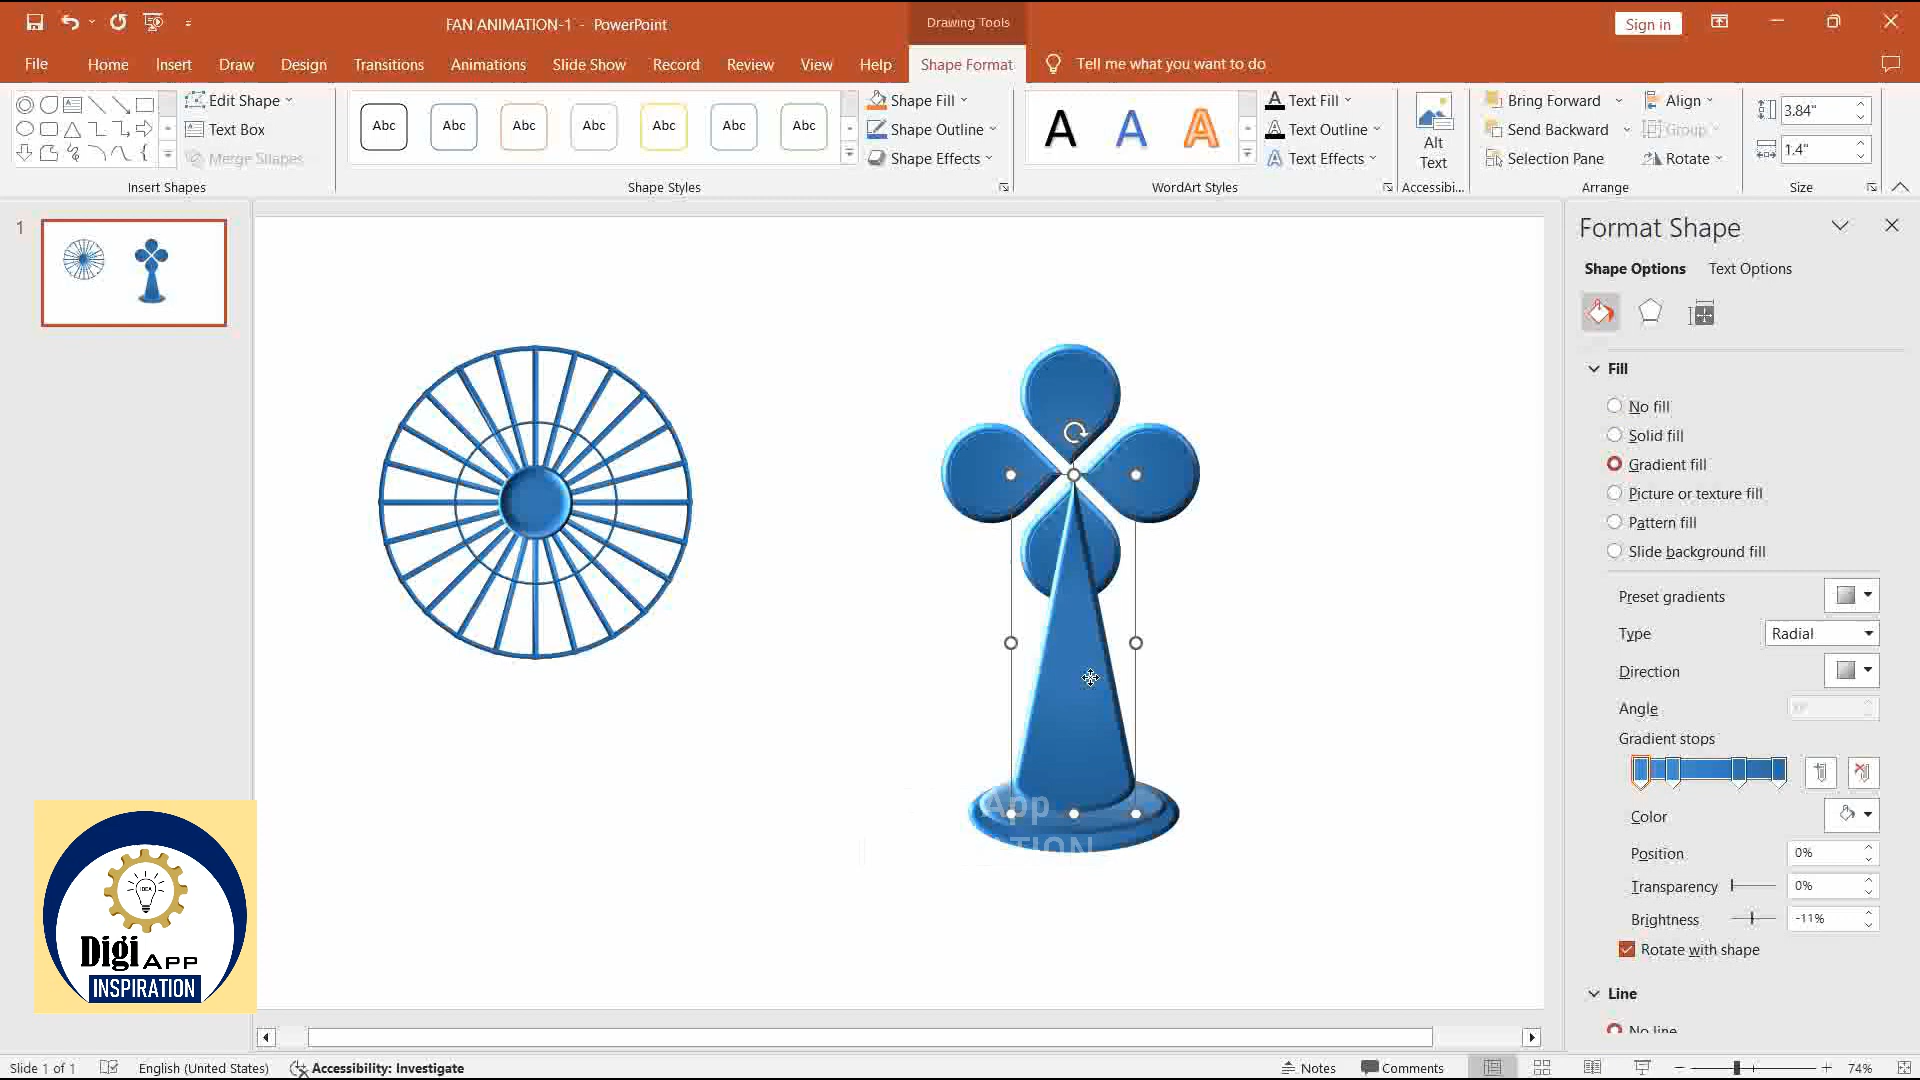 FAN ANIMATION-1 - PowerPoint
Drawing Tools
Sign in
File
Home
Insert
Draw
Design
Transitions
Animations
Slide Show
Record
Review
View
Help
Shape Format
Tell me what you want to do
Edit Shape
Text Box
Merge Shapes
Insert Shapes
Abc
Abc
Abc
Abc
Abc
Abc
Abc
Shape Fill
Shape Outline
Shape Effects
Shape Styles
A
A
A
Text Fill
Text Outline
Text Effects
WordArt Styles
Alt
Text
Accessibi...
Bring Forward
Send Backward
Selection Pane
Align
Group
Rotate
Arrange
3.84"
1.4"
Size
1
Format Shape
Shape Options
Text Options
Fill
No fill
Solid fill
Gradient fill
Picture or texture fill
Pattern fill
Slide background fill
Preset gradients
Type
Radial
Direction
Angle
Gradient stops
Color
Position
0%
Transparency
0%
Brightness
-11%
Rotate with shape
Line
No line
App
IDEA
Digi APP
INSPIRATION
Slide 1 of 1
English (United States)
Accessibility: Investigate
Notes
Comments
74%